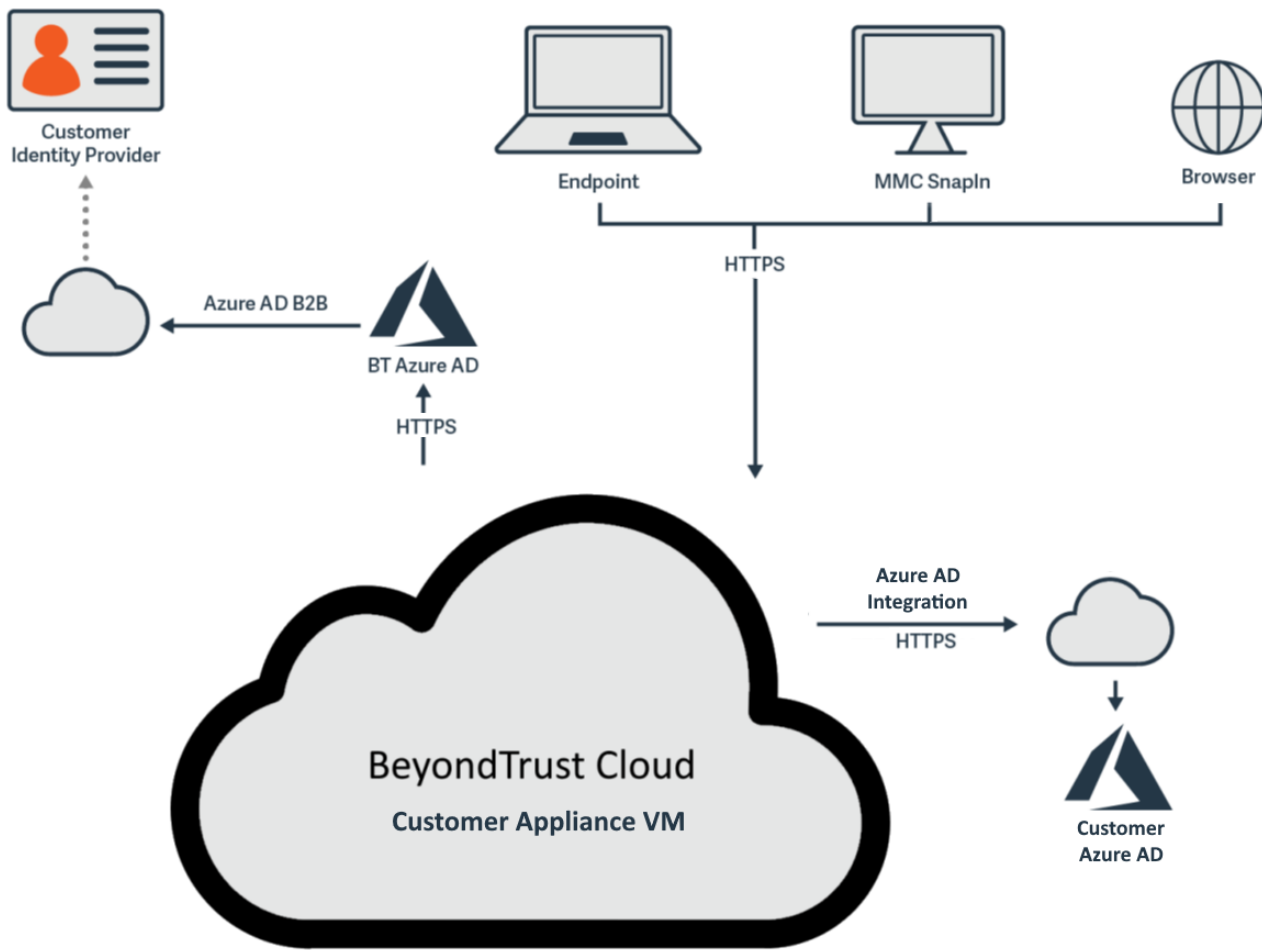 Customer
Identity Provider
Endpoint
MMC SnapIn
Browser
HTTPS
Azure AD B2B
BT Azure AD
HTTPS
Azure AD
Integration
HTTPS
BeyondTrust Cloud
Customer Appliance VM
Customer
Azure AD